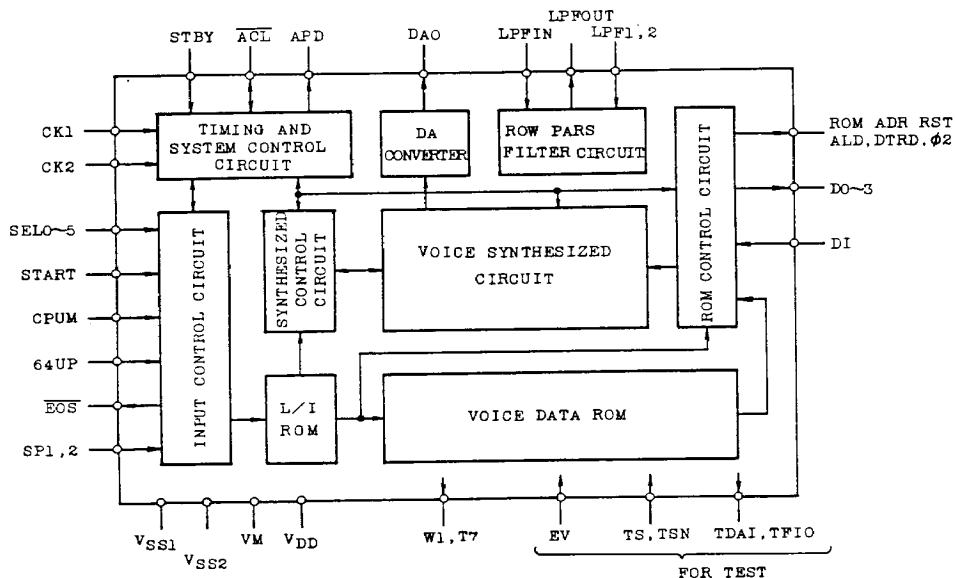 LPFOUT
STBY
ACL
APD
DAO
LPFIN
LPF1,2
CK1
CK2
TIMING AND
SYSTEM CONTROL
CIRCUIT
DA
CONVERTER
ROW PARS
FILTER CIRCUIT
ROM CONTROL CIRCUIT
ROM ADR RST
ALD,DTRD,φ2
DO~3
DI
SELO~5
START
CPUM
64UP
EOS
SP1,2
INPUT CONTROL CIRCUIT
SYNTHESIZED
CONTROL
CIRCUIT
VOICE SYNTHESIZED
CIRCUIT
L/I
ROM
VOICE DATA ROM
VSS1
VSS2
VM
VDD
W1,T7
EV
TS,TSN
TDAI,TFIO
FOR TEST